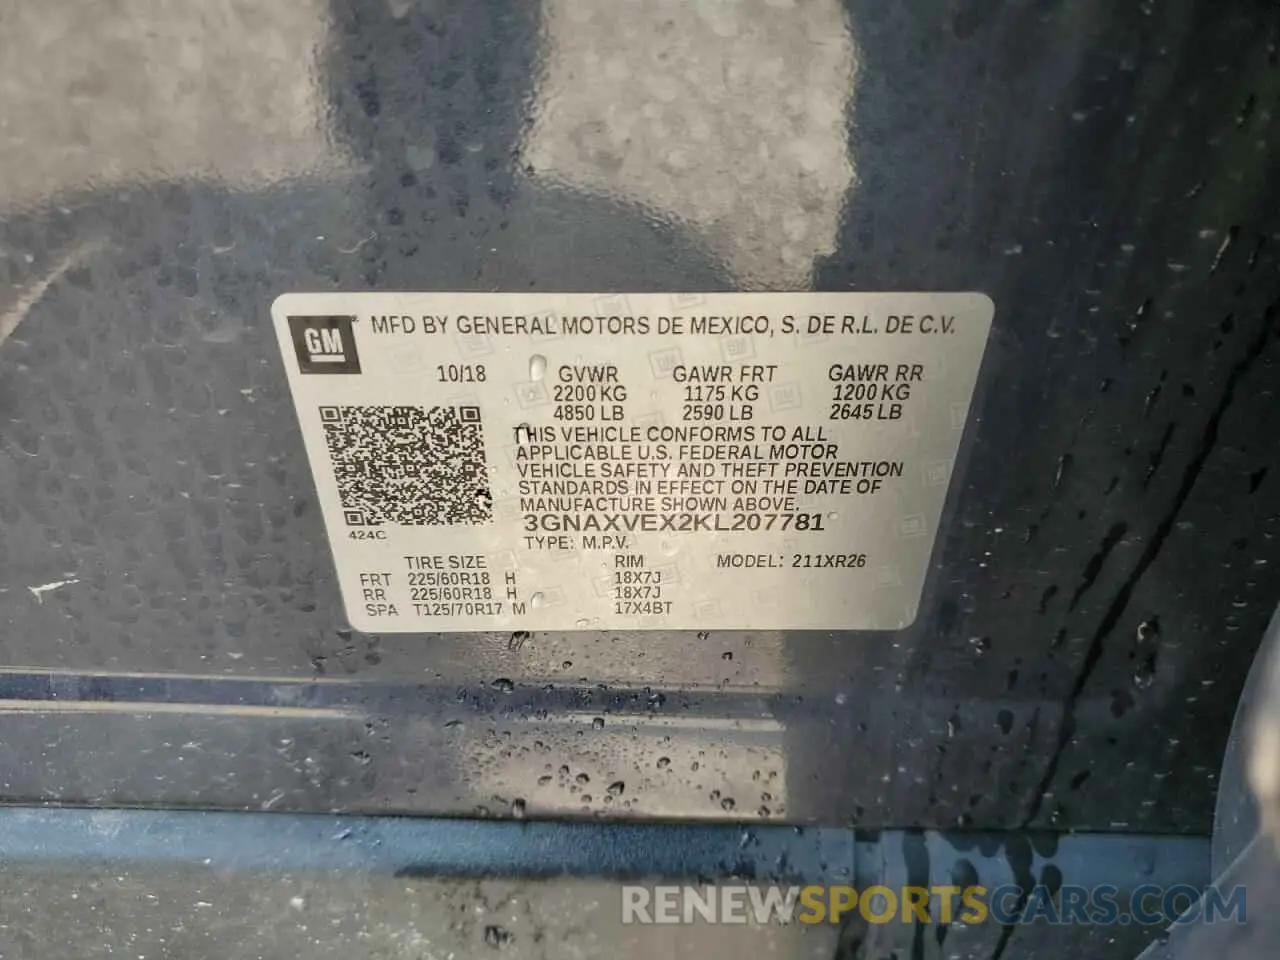 GM
MFD BY GENERAL MOTORS DE MEXICO, S. DE R.L. DE C.V.
10/18 GVWR GAWR FRT GAWR RR
2200 KG 1175 KG 1200 KG
4850 LB 2590 LB 2645 LB
THIS VEHICLE CONFORMS TO ALL
APPLICABLE U.S. FEDERAL MOTOR
VEHICLE SAFETY AND THEFT PREVENTION
STANDARDS IN EFFECT ON THE DATE OF
MANUFACTURE SHOWN ABOVE.
3GNAXVEX2KL207781
424C
TYPE: M.P.V.
TIRE SIZE RIM MODEL: 211XR26
FRT 225/60R18 H 18X7J
RR 225/60R18 H 18X7J
SPA T125/70R17 M 17X4BT
RENEWSPORTSCARS.COM